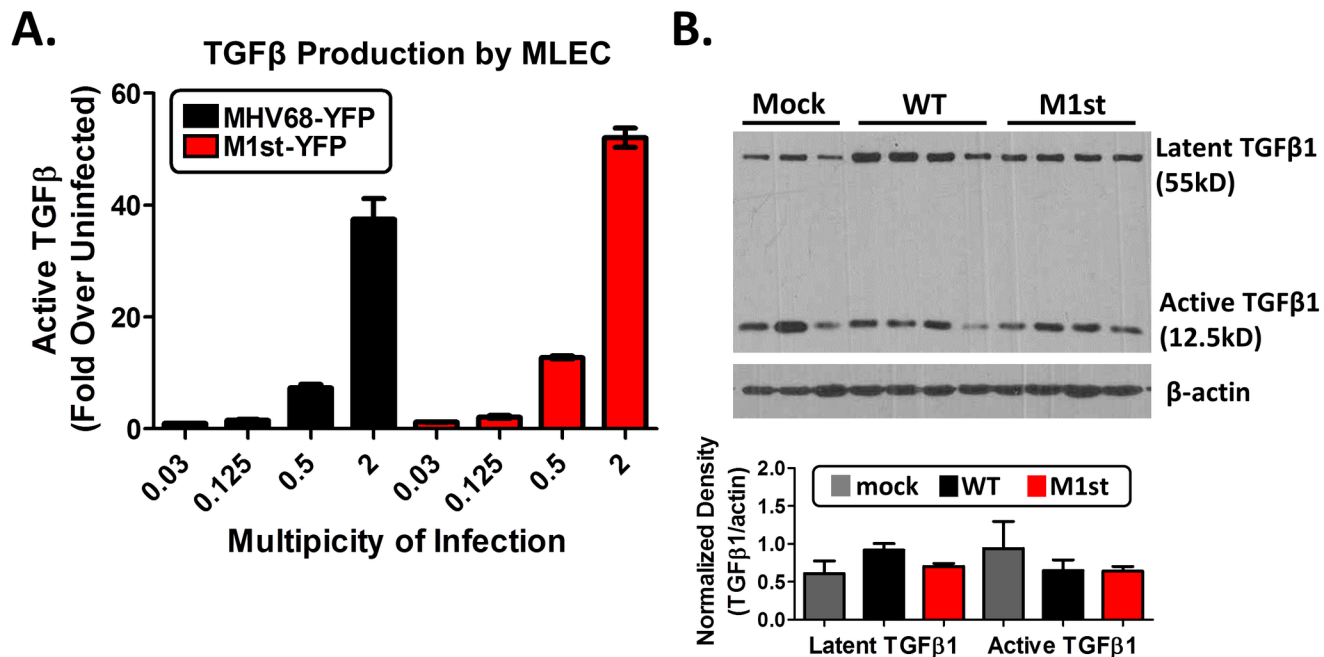 A.
TGFβ Production by MLEC
60
40
20
0
MHV68-YFP
M1st-YFP
Active TGFβ
(Fold Over Uninfected)
0.03 0.125 0.5 2 0.03 0.125 0.5 2
Multipicity of Infection
B.
Mock WT M1st
Latent TGFβ1
(55kD)
Active TGFβ1
(12.5kD)
β-actin
2.0
1.5
1.0
0.5
0.0
mock WT M1st
Normalized Density
(TGFβ1/actin)
Latent TGFβ1 Active TGFβ1